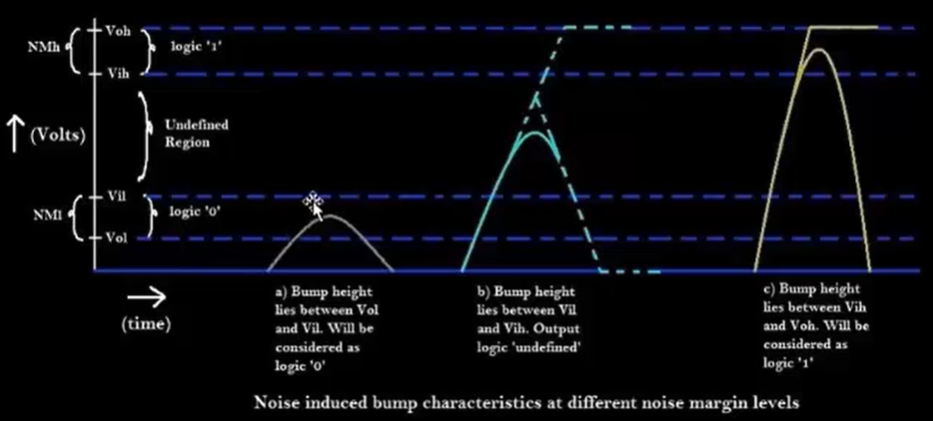 Voh
NMh
logic '1'
Vih
(Volts)
Undefined
Region
Vil
NMl
logic '0'
Vol
(time)
a) Bump height
lies between Vol
and Vil. Will be
considered as
logic '0'
b) Bump height
lies between Vil
and Vih. Output
logic 'undefined'
c) Bump height
lies between Vih
and Voh. Will be
considered as
logic '1'
Noise induced bump characteristics at different noise margin levels